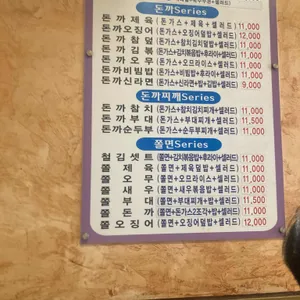 돈까Series
돈까제육(돈가스+제육+샐러드) 11,000
돈까오징어(돈가스+오징어덮밥+샐러드) 12,000
돈까참덮(돈가스+참치김치덮밥+샐러드) 11,000
돈까김볶(돈가스+김치볶음밥+후라이+샐러드) 11,000
돈까오무(돈가스+오므라이스+샐러드) 11,000
돈까비빔밥(돈가스+비빔밥+후라이+샐러드) 11,000
돈까신라면(돈가스+신라면+밥+김밥+샐러드) 9,000
돈까찌깨Series
돈까참치(돈가스+참치김치찌개+샐러드) 11,000
돈까부대(돈가스+부대찌개+샐러드) 11,500
돈까순두부(돈가스+순두부찌개+샐러드) 11,000
쫄면Series
쫄김셋트(쫄면+김치볶음밥+후라이+샐러드) 11,000
쫄제육(쫄면+제육덮밥+샐러드) 11,000
쫄오무(쫄면+오므라이스+샐러드) 11,000
쫄새우(쫄면+새우볶음밥+샐러드) 11,000
쫄부대(쫄면+부대찌개+밥+샐러드) 11,500
쫄돈까(쫄면+돈가스2조각+밥+샐러드) 11,000
쫄오징어(쫄면+오징어덮밥+샐러드) 12,000